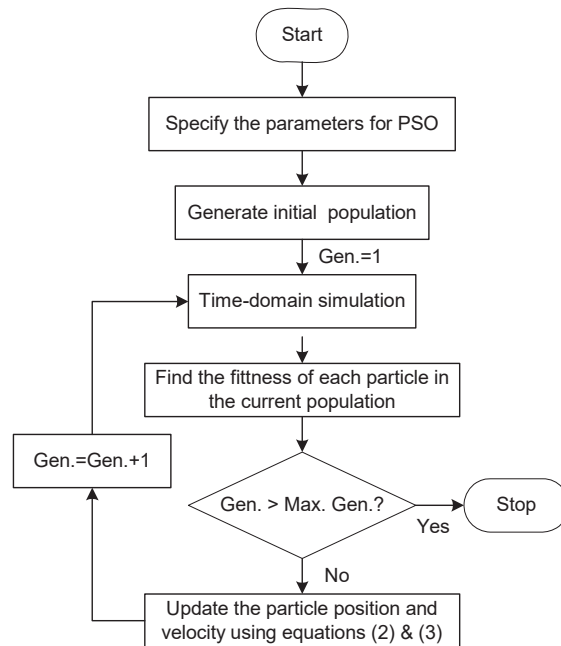 Start
Specify the parameters for PSO
Generate initial population
Gen.=1
Time-domain simulation
Find the fittness of each particle in
the current population
Gen.=Gen.+1
Gen. > Max. Gen.?
Yes
Stop
No
Update the particle position and
velocity using equations (2) & (3)